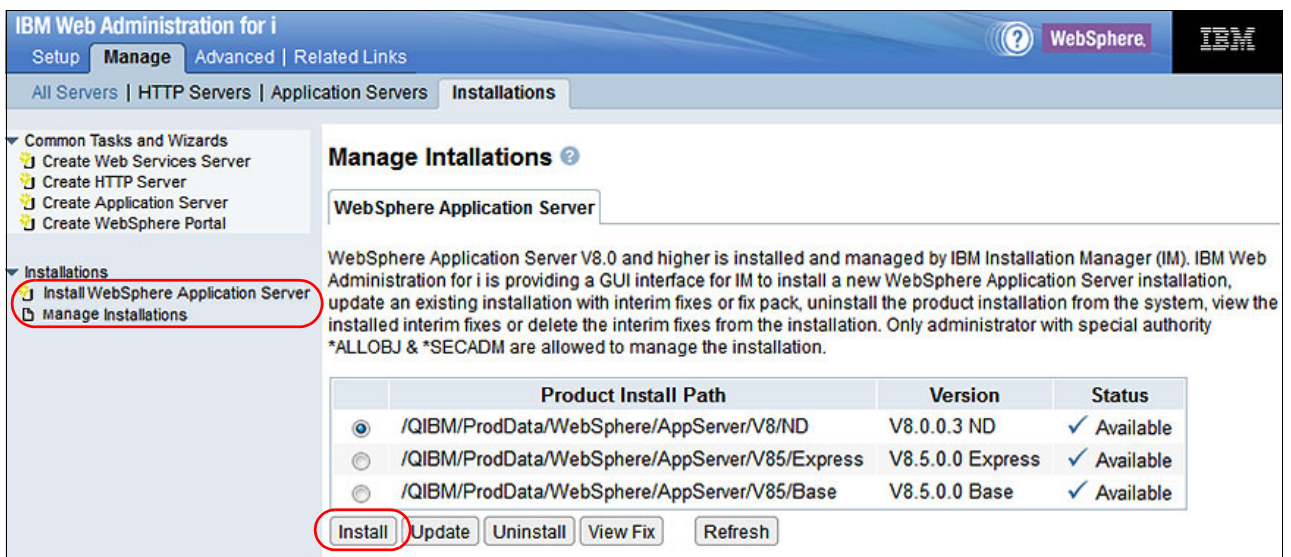 IBM Web Administration for i
WebSphere.
IBM
Setup Manage Advanced | Related Links
All Servers | HTTP Servers | Application Servers Installations
Common Tasks and Wizards
Create Web Services Server
Create HTTP Server
Create Application Server
Create WebSphere Portal
Installations
Install WebSphere Application Server
Manage Installations
Manage Intallations ?
WebSphere Application Server
WebSphere Application Server V8.0 and higher is installed and managed by IBM Installation Manager (IM). IBM Web
Administration for i is providing a GUI interface for IM to install a new WebSphere Application Server installation,
update an existing installation with interim fixes or fix pack, uninstall the product installation from the system, view the
installed interim fixes or delete the interim fixes from the installation. Only administrator with special authority
*ALLOBJ & *SECADM are allowed to manage the installation.
Product Install Path Version Status
/QIBM/ProdData/WebSphere/AppServer/V8/ND V8.0.0.3 ND Available
/QIBM/ProdData/WebSphere/AppServer/V85/Express V8.5.0.0 Express Available
/QIBM/ProdData/WebSphere/AppServer/V85/Base V8.5.0.0 Base Available
Install Update Uninstall View Fix Refresh